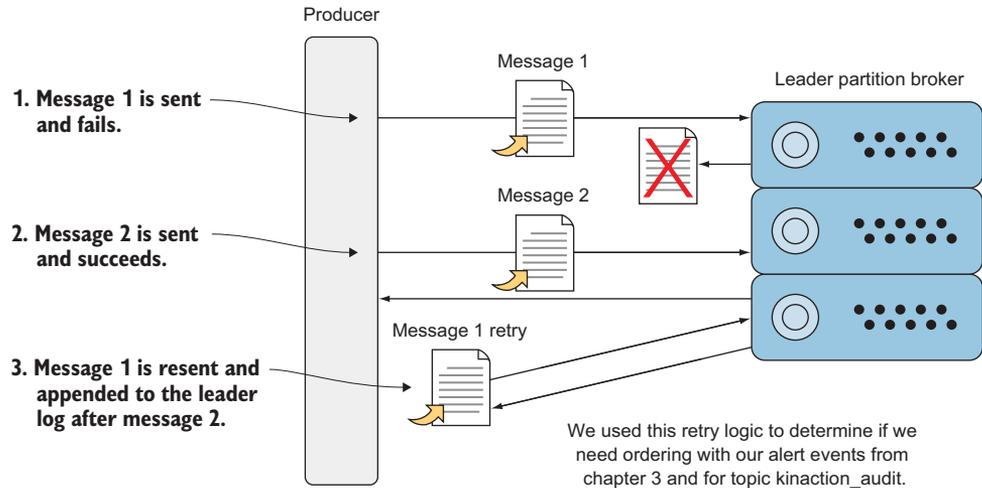 Producer
Message 1
Leader partition broker
1. Message 1 is sent
and fails.
Message 2
2. Message 2 is sent
and succeeds.
Message 1 retry
3. Message 1 is resent and
appended to the leader
log after message 2.
We used this retry logic to determine if we
need ordering with our alert events from
chapter 3 and for topic kinaction_audit.